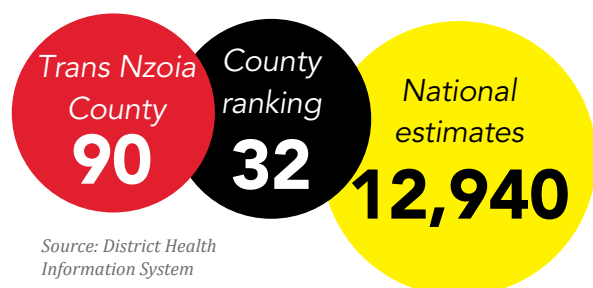 Trans Nzoia
County
90
County
ranking
32
National
estimates
12,940
Source: District Health
Information System